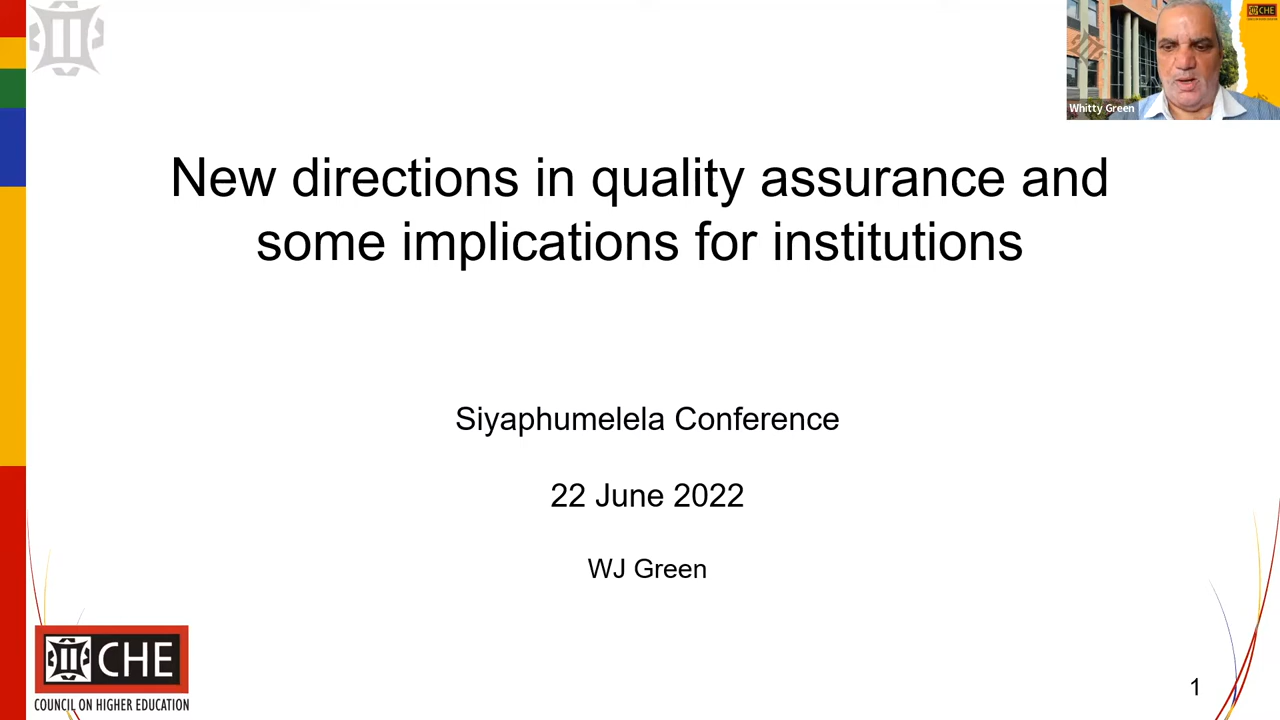 CHE
Whitty Green
New directions in quality assurance and
some implications for institutions
Siyaphumelela Conference
22 June 2022
WJ Green
CHE
COUNCIL ON HIGHER EDUCATION
1